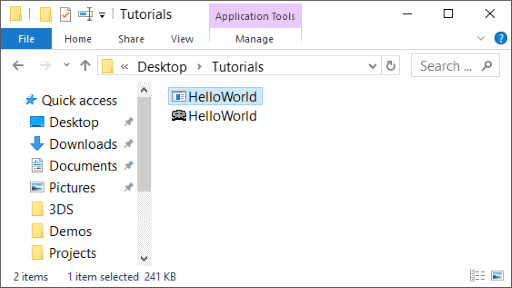 Tutorials
Application Tools
File Home Share View Manage
« Desktop Tutorials
Search ...
Quick access
Desktop
Downloads
Documents
Pictures
3DS
Demos
Projects
HelloWorld
HelloWorld
2 items 1 item selected 241 KB